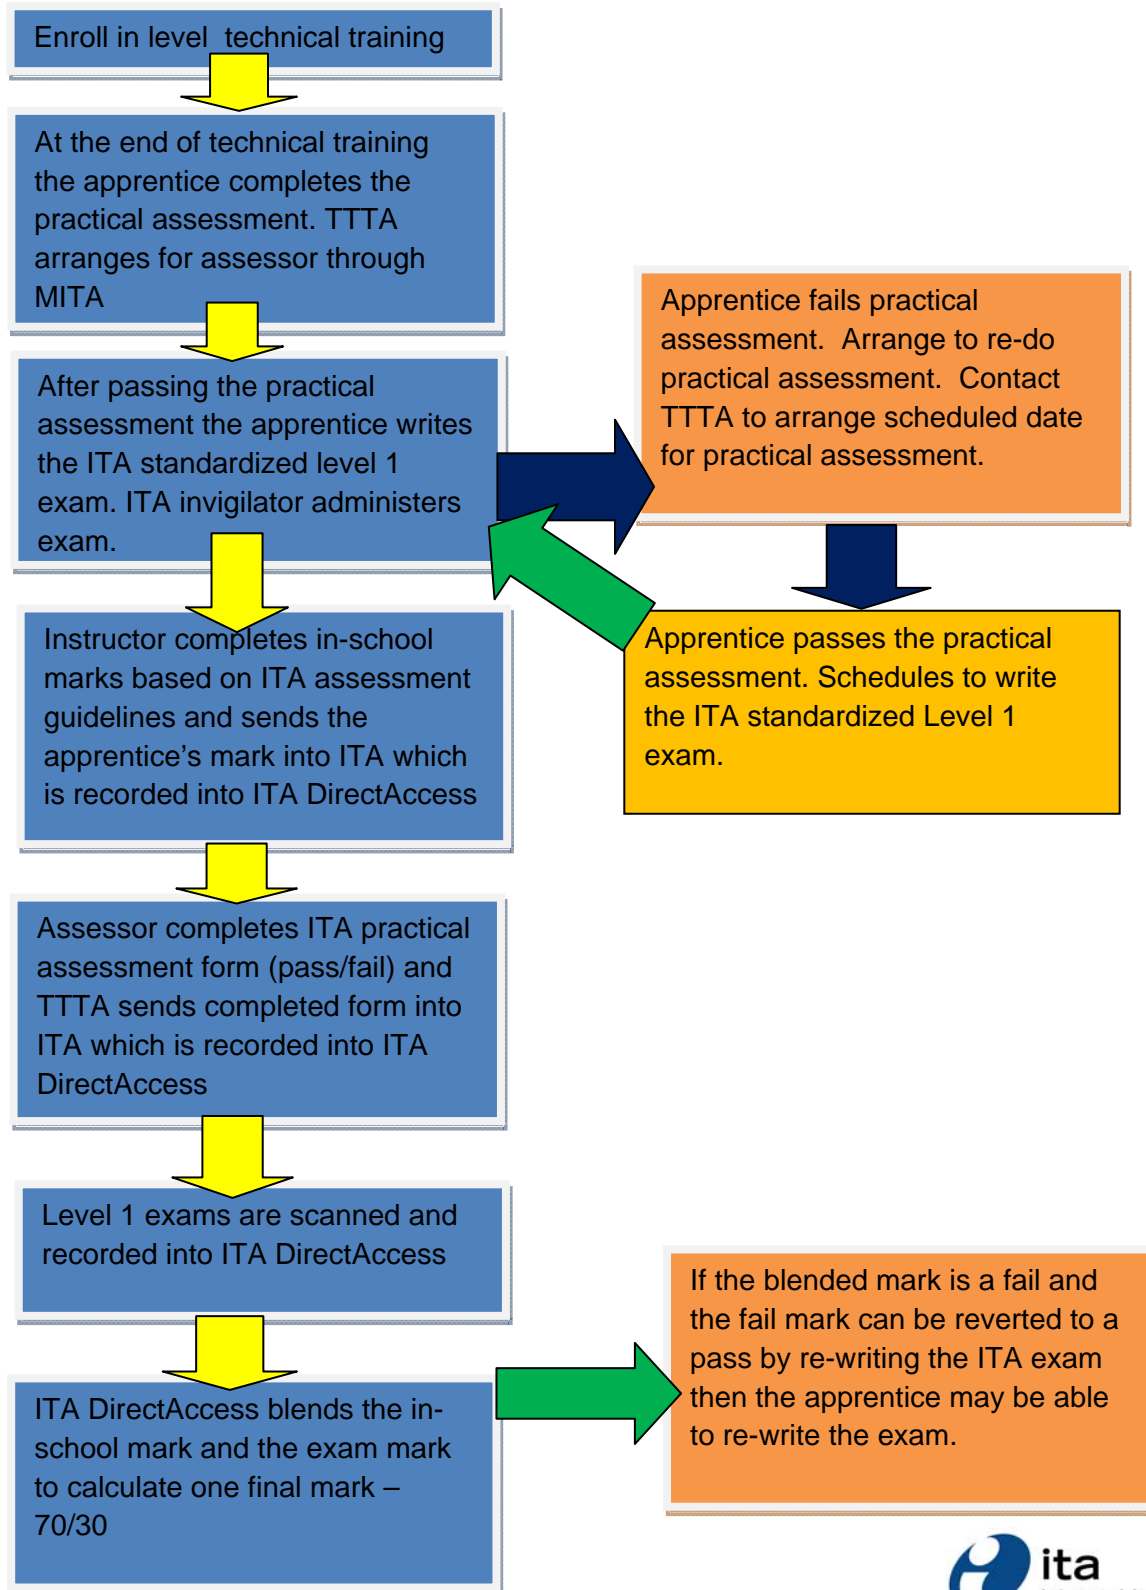 Enroll in level  technical training
At the end of technical training
the apprentice completes the
practical assessment. TTTA
arranges for assessor through
MITA
After passing the practical
assessment the apprentice writes
the ITA standardized level 1
exam. ITA invigilator administers
exam.
Apprentice fails practical
assessment.  Arrange to re-do
practical assessment.  Contact
TTTA to arrange scheduled date
for practical assessment.
Apprentice passes the practical
assessment. Schedules to write
the ITA standardized Level 1
exam.
Instructor completes in-school
marks based on ITA assessment
guidelines and sends the
apprentice’s mark into ITA which
is recorded into ITA DirectAccess
Assessor completes ITA practical
assessment form (pass/fail) and
TTTA sends completed form into
ITA which is recorded into ITA
DirectAccess
Level 1 exams are scanned and
recorded into ITA DirectAccess
ITA DirectAccess blends the in-
school mark and the exam mark
to calculate one final mark –
70/30
If the blended mark is a fail and
the fail mark can be reverted to a
pass by re-writing the ITA exam
then the apprentice may be able
to re-write the exam.
ita